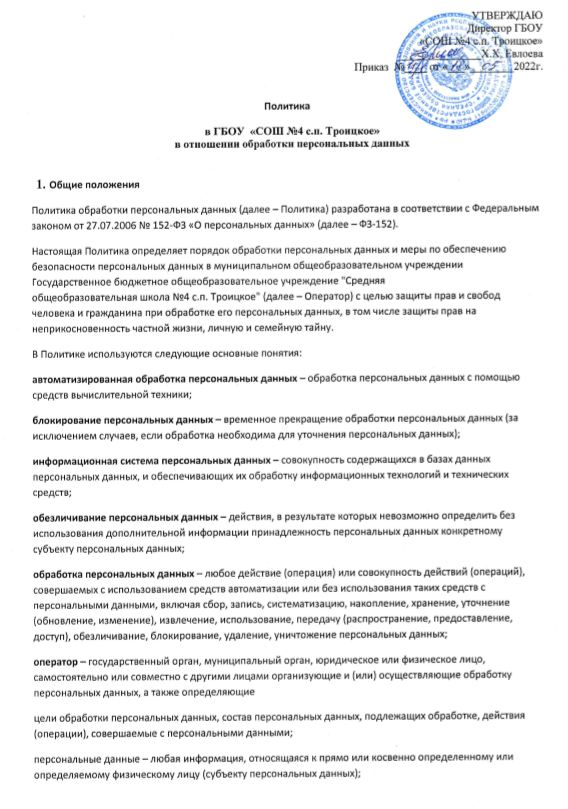 УТВЕРЖДАЮ
Директор ГБОУ
«СОШ №4 с.п. Троицкое»
Х.Х. Евлоева
Приказ № от « » 05 2022г.
Политика
в ГБОУ «СОШ №4 с.п. Троицкое»
в отношении обработки персональных данных
1. Общие положения
Политика обработки персональных данных (далее – Политика) разработана в соответствии с Федеральным
законом от 27.07.2006 № 152-ФЗ «О персональных данных» (далее – ФЗ-152).
Настоящая Политика определяет порядок обработки персональных данных и меры по обеспечению
безопасности персональных данных в муниципальном общеобразовательном учреждении
Государственное бюджетное общеобразовательное учреждение "Средняя
общеобразовательная школа №4 с.п. Троицкое" (далее – Оператор) с целью защиты прав и свобод
человека и гражданина при обработке его персональных данных, в том числе защиты прав на
неприкосновенность частной жизни, личную и семейную тайну.
В Политике используются следующие основные понятия:
автоматизированная обработка персональных данных – обработка персональных данных с помощью
средств вычислительной техники;
блокирование персональных данных – временное прекращение обработки персональных данных (за
исключением случаев, если обработка необходима для уточнения персональных данных);
информационная система персональных данных – совокупность содержащихся в базах данных
персональных данных, и обеспечивающих их обработку информационных технологий и технических
средств;
обезличивание персональных данных – действия, в результате которых невозможно определить без
использования дополнительной информации принадлежность персональных данных конкретному
субъекту персональных данных;
обработка персональных данных – любое действие (операция) или совокупность действий (операций),
совершаемых с использованием средств автоматизации или без использования таких средств с
персональными данными, включая сбор, запись, систематизацию, накопление, хранение, уточнение
(обновление, изменение), извлечение, использование, передачу (распространение, предоставление,
доступ), обезличивание, блокирование, удаление, уничтожение персональных данных;
оператор – государственный орган, муниципальный орган, юридическое или физическое лицо,
самостоятельно или совместно с другими лицами организующие и (или) осуществляющие обработку
персональных данных, а также определяющие
цели обработки персональных данных, состав персональных данных, подлежащих обработке, действия
(операции), совершаемые с персональными данными;
персональные данные – любая информация, относящаяся к прямо или косвенно определенному или
определяемому физическому лицу (субъекту персональных данных);